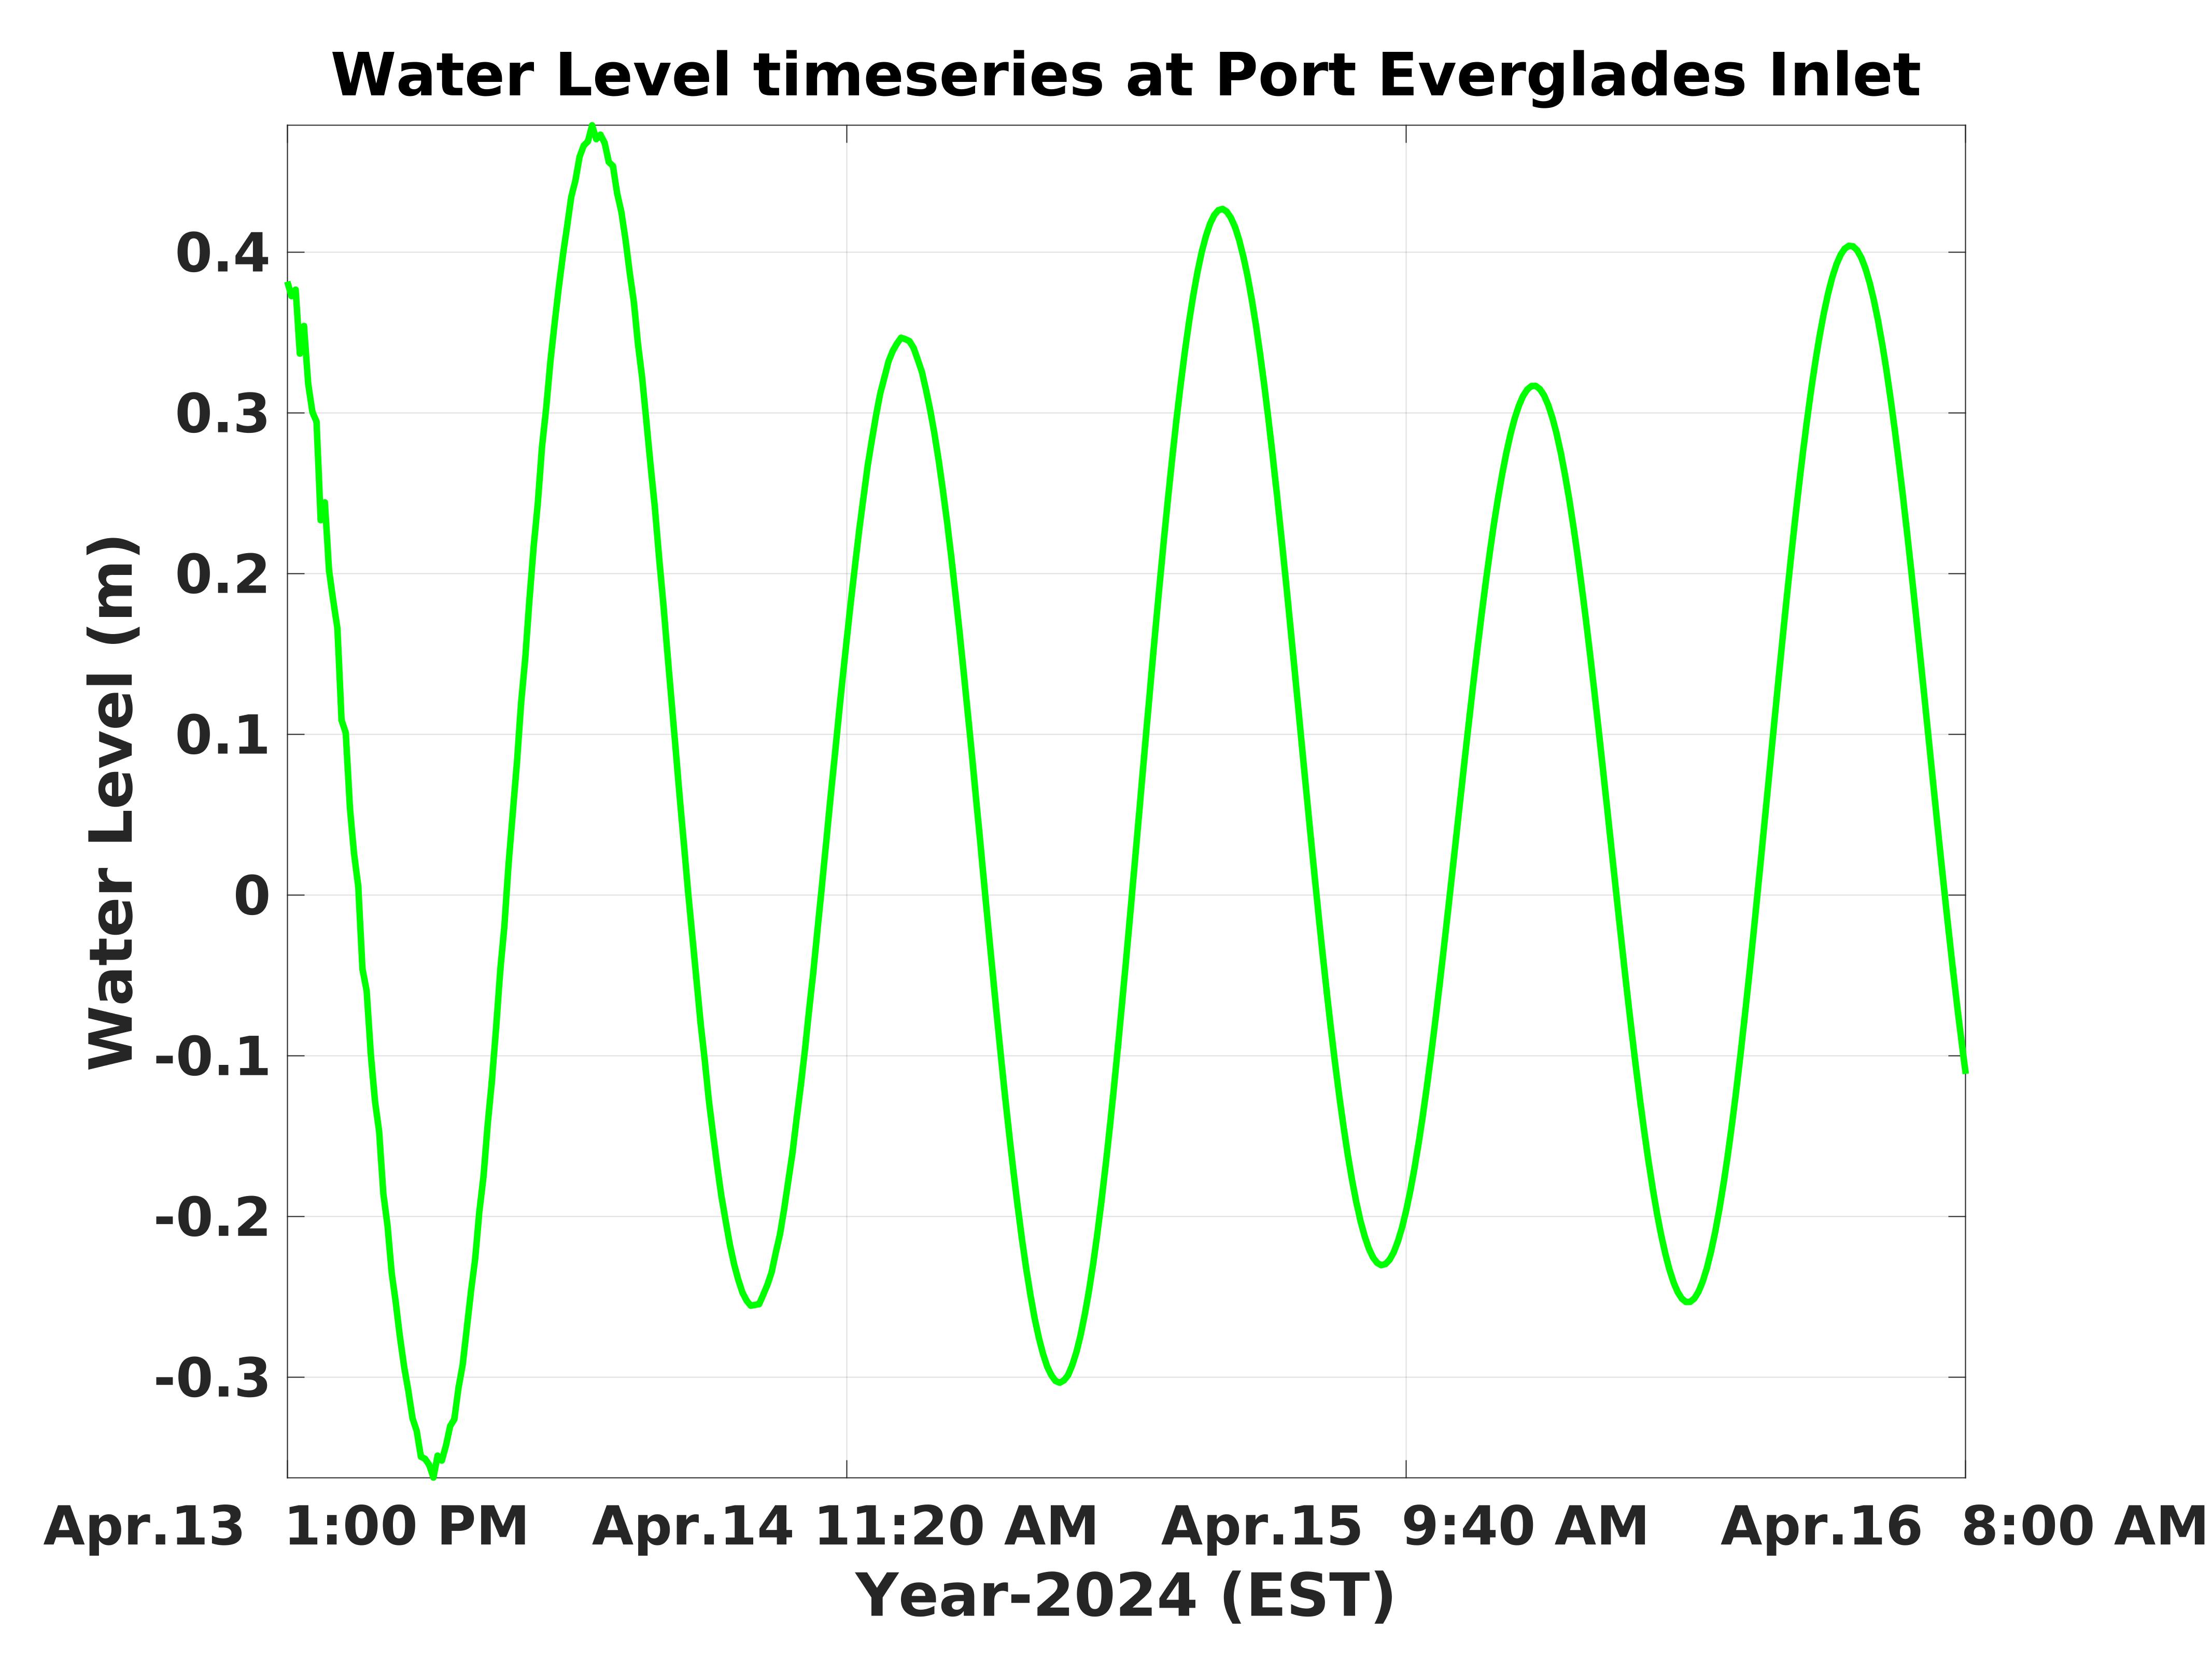 Water Level timeseries at Port Everglades Inlet
0.4
0.3
0.2
0.1
0
-0.1
-0.2
-0.3
Water Level (m)
Apr.13 1:00 PM Apr.14 11:20 AM Apr.15 9:40 AM Apr.16 8:00 AM
Year-2024 (EST)